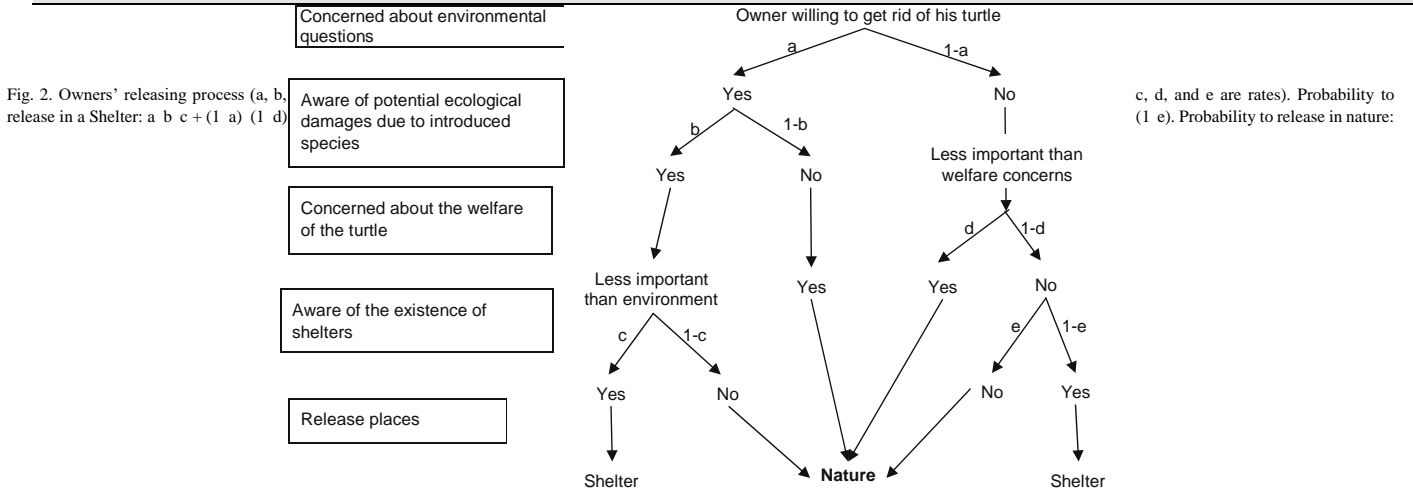 Concerned about environmental
questions
Owner willing to get rid of his turtle
a
1-a
Fig. 2. Owners' releasing process (a, b,
release in a Shelter: a b c + (1 a) (1 d)
c, d, and e are rates). Probability to
(1 e). Probability to release in nature:
Aware of potential ecological
damages due to introduced
species
Yes
No
b
1-b
Less important than
welfare concerns
Yes
No
Concerned about the welfare
of the turtle
d
1-d
Less important
than environment
Yes
Yes
No
Aware of the existence of
shelters
c
1-c
e
1-e
Yes
No
No
Yes
Release places
Shelter
Nature
Shelter